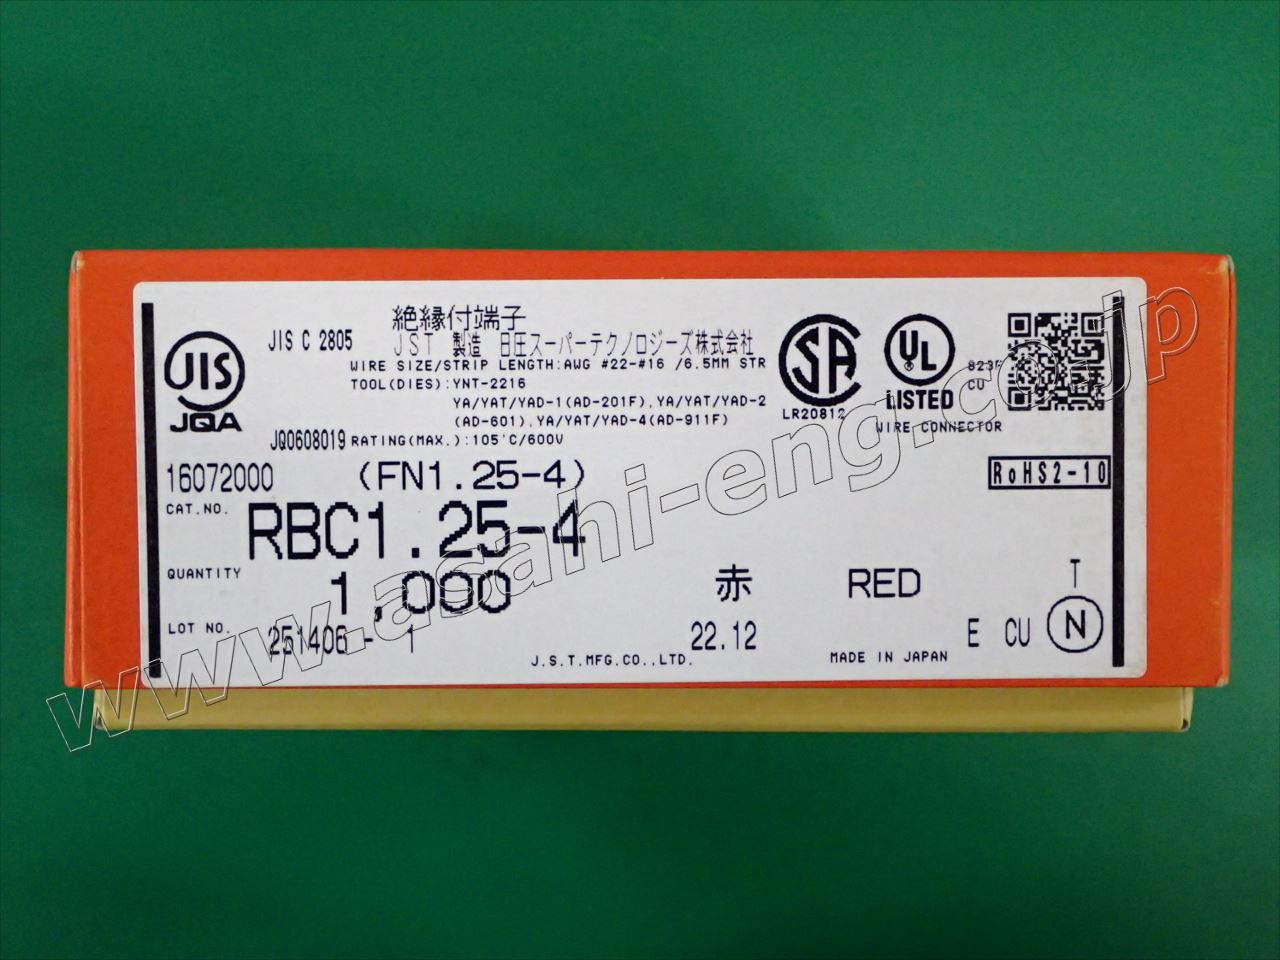 絶縁付端子
JIS C 2805
JST 製造 日圧スーパーテクノロジーズ株式会社
WIRE SIZE/STRIP LENGTH:AWG #22-#16 /6.5MM STR
TOOL(DIES):YNT-2216
YA/YAT/YAD-1(AD-201F),YA/YAT/YAD-2
(AD-601),YA/YAT/YAD-4(AD-911F)
JQ0608019 RATING(MAX.):105°C/600V
JIS
JQA
SA
LR20812
UL
LISTED
823F
CU
WIRE CONNECTOR
16072000 (FN1.25-4)
RoHS2-10
CAT.NO. RBC1.25-4
QUANTITY 1,000 赤 RED T
LOT NO. 251406- 1 22.12 E CU N
J.S.T.MFG.CO.,LTD. MADE IN JAPAN
www.asahi-eng.co.jp